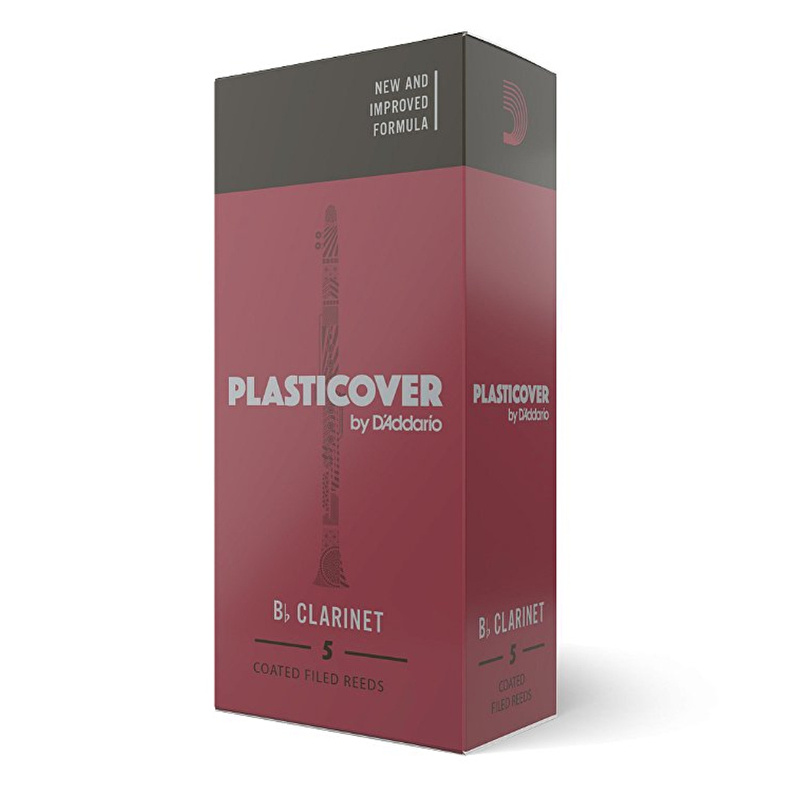 NEW AND
IMPROVED
FORMULA
PLASTICOVER
by D'Addario
B♭ CLARINET
5
COATED FILED REEDS
PLASTICOVER
by D'Addario
B♭ CLARINET
5
COATED
FILED REEDS